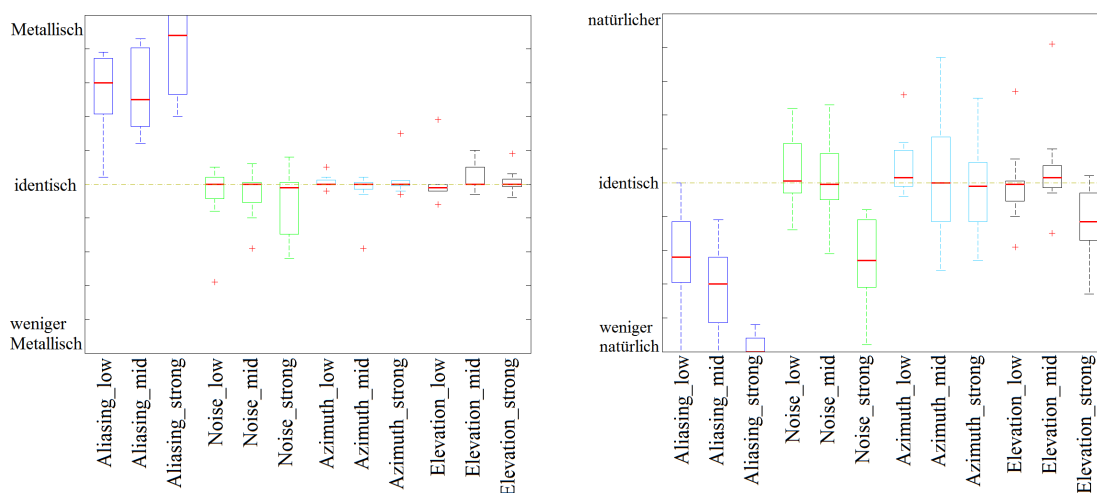 Metallisch
identisch
weniger
Metallisch
Aliasing_low
Aliasing_mid
Aliasing_strong
Noise_low
Noise_mid
Noise_strong
Azimuth_low
Azimuth_mid
Azimuth_strong
Elevation_low
Elevation_mid
Elevation_strong
natürlicher
identisch
weniger
natürlich
Aliasing_low
Aliasing_mid
Aliasing_strong
Noise_low
Noise_mid
Noise_strong
Azimuth_low
Azimuth_mid
Azimuth_strong
Elevation_low
Elevation_mid
Elevation_strong